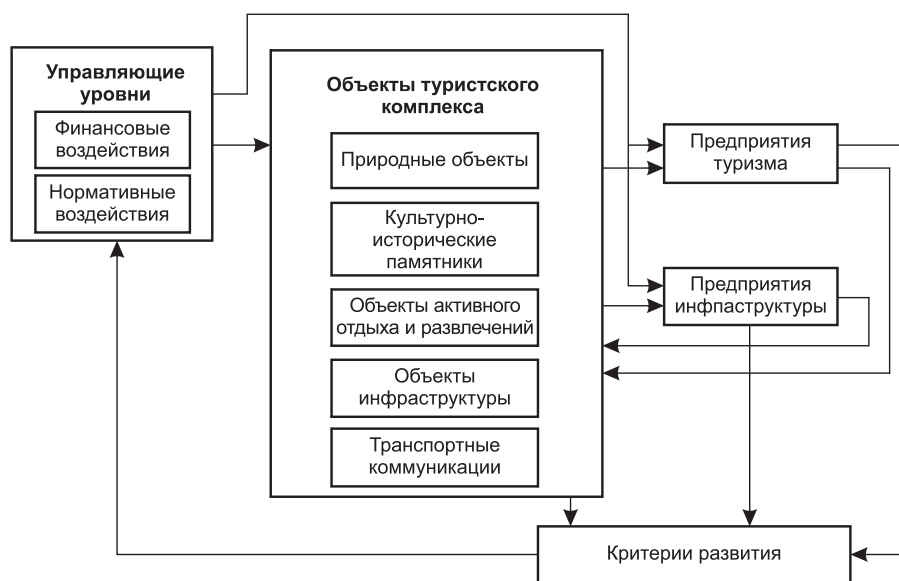 Управляющие
уровни
Финансовые
воздействия
Нормативные
воздействия
Объекты туристского
комплекса
Природные объекты
Культурно-
исторические
памятники
Объекты активного
отдыха и развлечений
Объекты
инфраструктуры
Транспортные
коммуникации
Предприятия
туризма
Предприятия
инфпаструктуры
Критерии развития